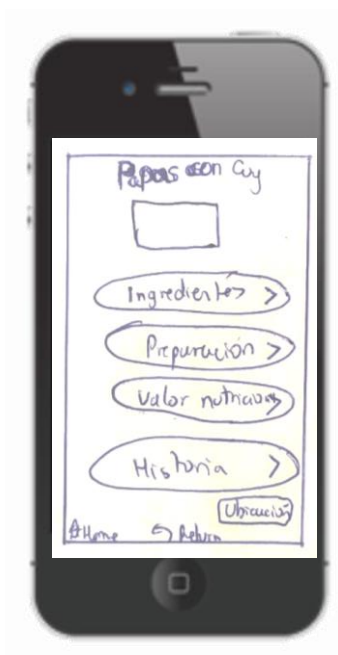 Papas con Cuy
Ingredientes >
Preparación >
Valor nutricional >
Historia >
Ubicación
Home Return